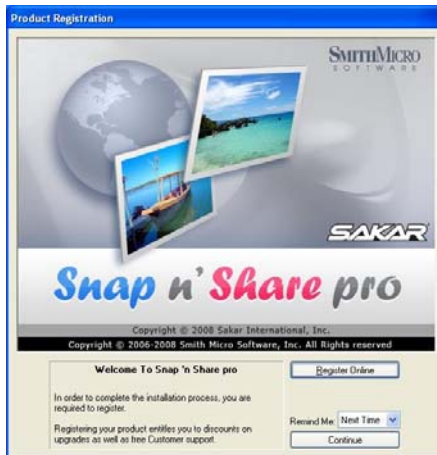 Product Registration
SMITHMICRO
SOFTWARE
SAKAR
Snap n' Share pro
Copyright © 2008 Sakar International, Inc.
Copyright © 2006-2008 Smith Micro Software, Inc. All Rights reserved
Welcome To Snap 'n Share pro
Register Online
In order to complete the installation process, you are
required to register.
Remind Me: Next Time
Registering your product entitles you to discounts on
upgrades as well as free Customer support.
Continue